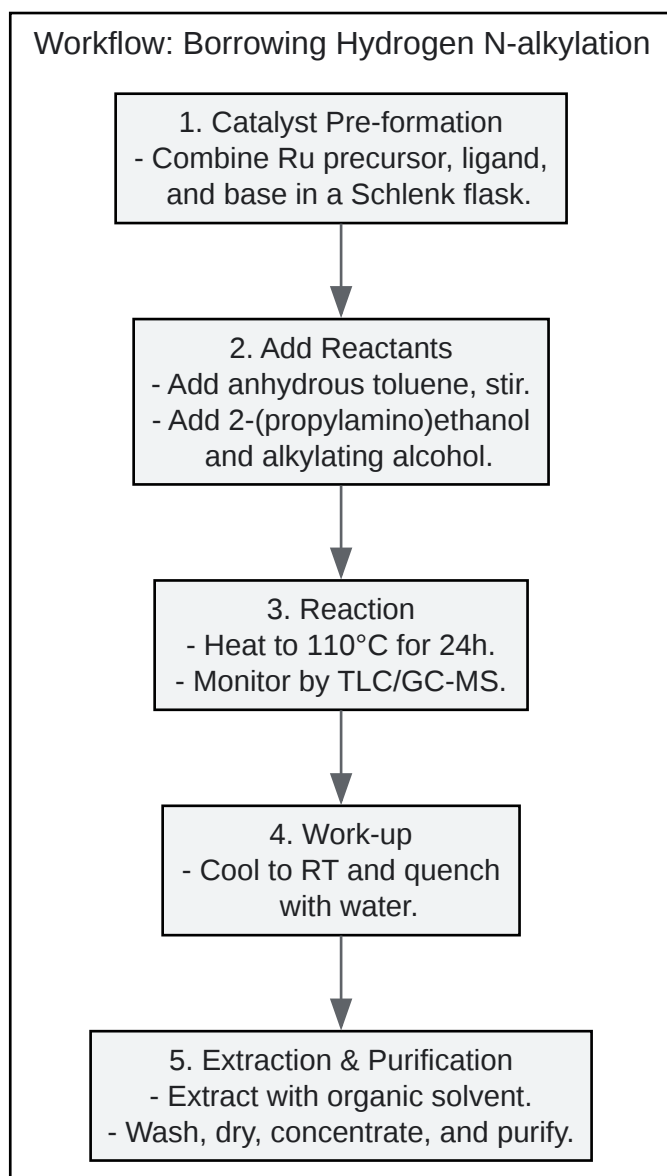 Workflow: Borrowing Hydrogen N-alkylation
1. Catalyst Pre-formation
- Combine Ru precursor, ligand,
and base in a Schlenk flask.
2. Add Reactants
- Add anhydrous toluene, stir.
- Add 2-(propylamino)ethanol
and alkylating alcohol.
3. Reaction
- Heat to 110°C for 24h.
- Monitor by TLC/GC-MS.
4. Work-up
- Cool to RT and quench
with water.
5. Extraction & Purification
- Extract with organic solvent.
- Wash, dry, concentrate, and purify.